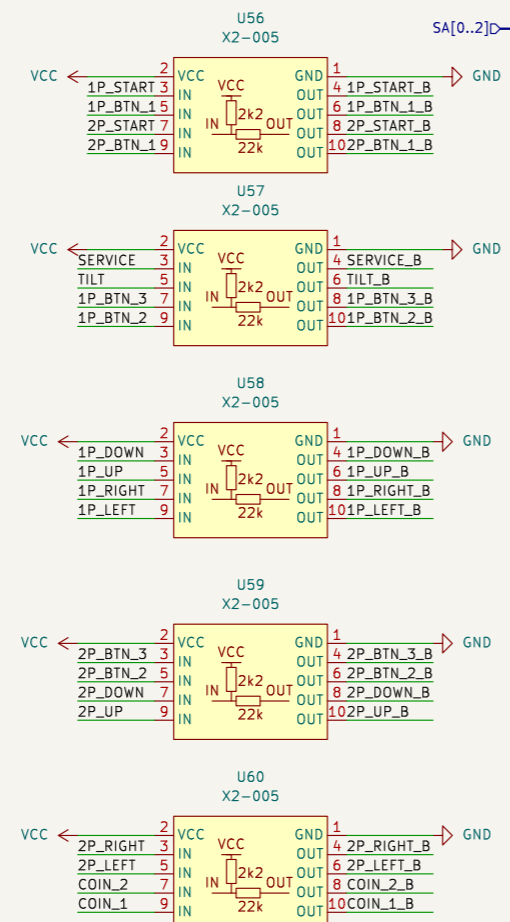 U56
X2-005
SA[0..2]
VCC 2 VCC GND 1 GND
1P_START 3 IN VCC OUT 4 1P_START_B
1P_BTN_1 5 IN 2k2 OUT 6 1P_BTN_1_B
2P_START 7 IN IN OUT OUT 8 2P_START_B
2P_BTN_1 9 IN 22k OUT 10 2P_BTN_1_B
U57
X2-005
VCC 2 VCC GND 1 GND
SERVICE 3 IN VCC OUT 4 SERVICE_B
TILT 5 IN 2k2 OUT 6 TILT_B
1P_BTN_3 7 IN IN OUT OUT 8 1P_BTN_3_B
1P_BTN_2 9 IN 22k OUT 10 1P_BTN_2_B
U58
X2-005
VCC 2 VCC GND 1 GND
1P_DOWN 3 IN VCC OUT 4 1P_DOWN_B
1P_UP 5 IN 2k2 OUT 6 1P_UP_B
1P_RIGHT 7 IN IN OUT OUT 8 1P_RIGHT_B
1P_LEFT 9 IN 22k OUT 10 1P_LEFT_B
U59
X2-005
VCC 2 VCC GND 1 GND
2P_BTN_3 3 IN VCC OUT 4 2P_BTN_3_B
2P_BTN_2 5 IN 2k2 OUT 6 2P_BTN_2_B
2P_DOWN 7 IN IN OUT OUT 8 2P_DOWN_B
2P_UP 9 IN 22k OUT 10 2P_UP_B
U60
X2-005
VCC 2 VCC GND 1 GND
2P_RIGHT 3 IN VCC OUT 4 2P_RIGHT_B
2P_LEFT 5 IN 2k2 OUT 6 2P_LEFT_B
COIN_2 7 IN IN OUT OUT 8 COIN_2_B
COIN_1 9 IN 22k OUT 10 COIN_1_B